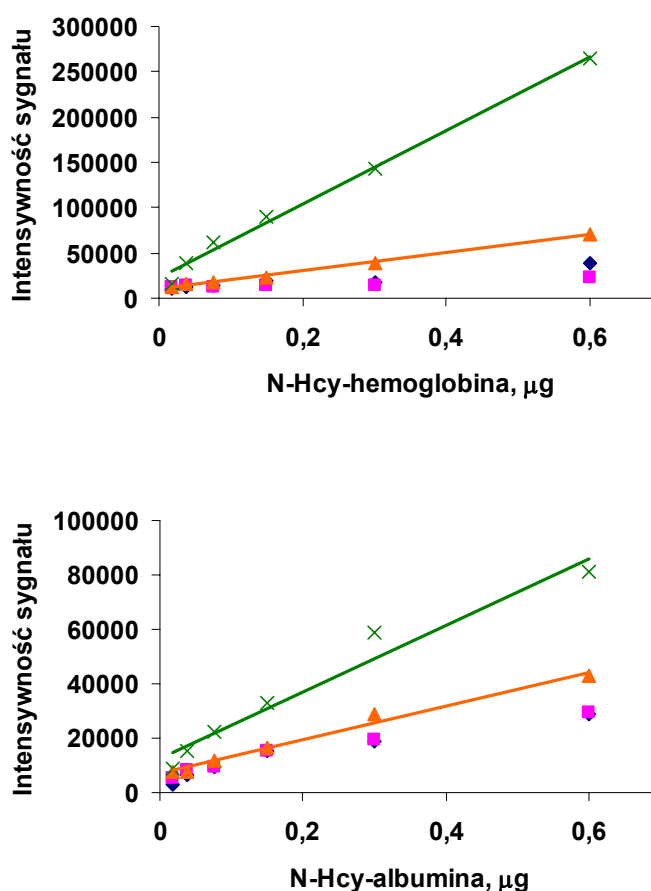 Intensywność sygnału
300000
250000
200000
150000
100000
50000
0
0 0,2 0,4 0,6
N-Hcy-hemoglobina, μg
Intensywność sygnału
100000
80000
60000
40000
20000
0
0 0,2 0,4 0,6
N-Hcy-albumina, μg